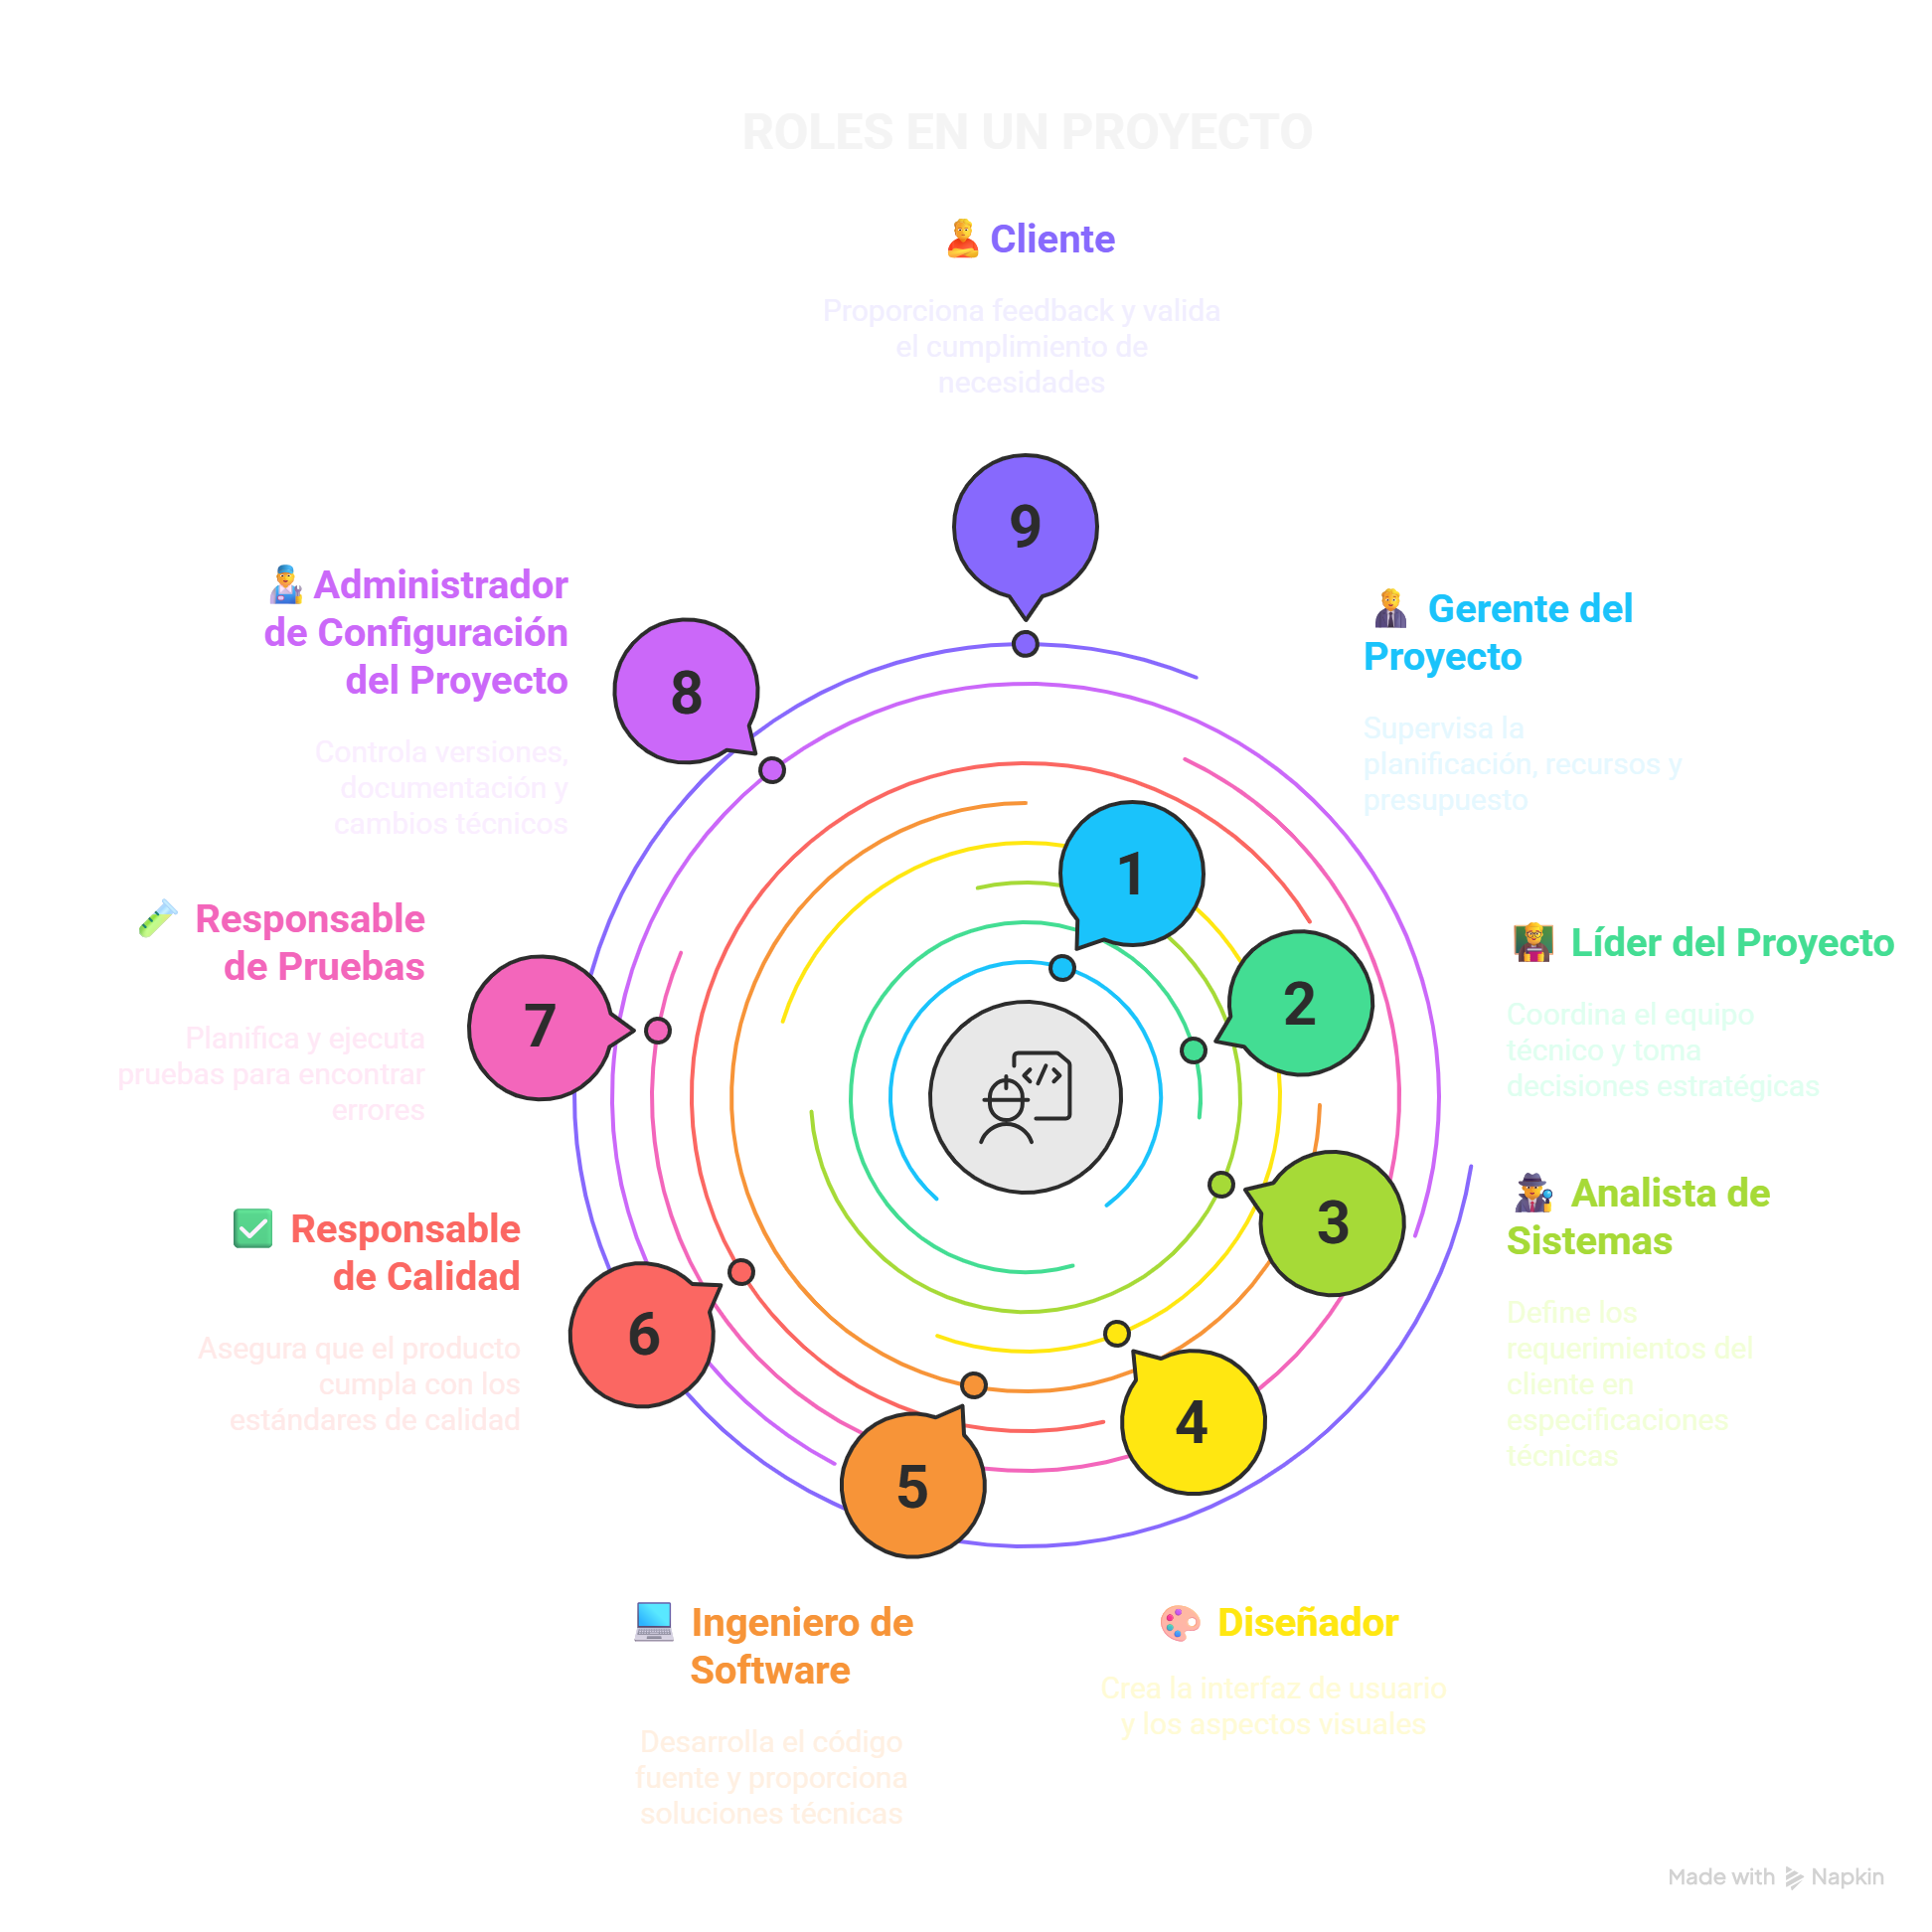 ROLES EN UN PROYECTO
Cliente
Proporciona feedback y valida
el cumplimiento de
necesidades
9
Gerente del
Proyecto
Supervisa la
planificación, recursos y
presupuesto
1
Líder del Proyecto
Coordina el equipo
técnico y toma
decisiones estratégicas
2
Analista de
Sistemas
Define los
requerimientos del
cliente en
especificaciones
técnicas
3
Diseñador
Crea la interfaz de usuario
y los aspectos visuales
4
Ingeniero de
Software
Desarrolla el código
fuente y proporciona
soluciones técnicas
5
Responsable
de Calidad
Asegura que el producto
cumpla con los
estándares de calidad
6
Responsable
de Pruebas
Planifica y ejecuta
pruebas para encontrar
errores
7
Administrador
de Configuración
del Proyecto
Controla versiones,
documentación y
cambios técnicos
8
</>
Made with Napkin